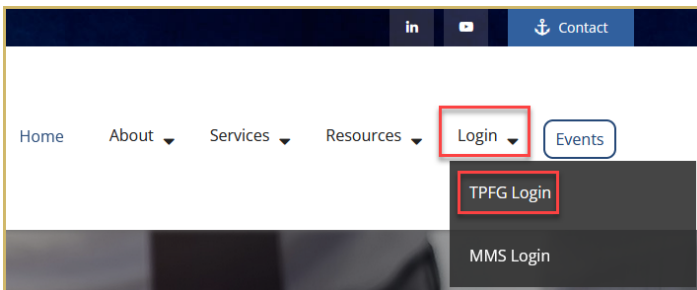 in
Contact
Home About Services Resources Login Events
TPFG Login
MMS Login